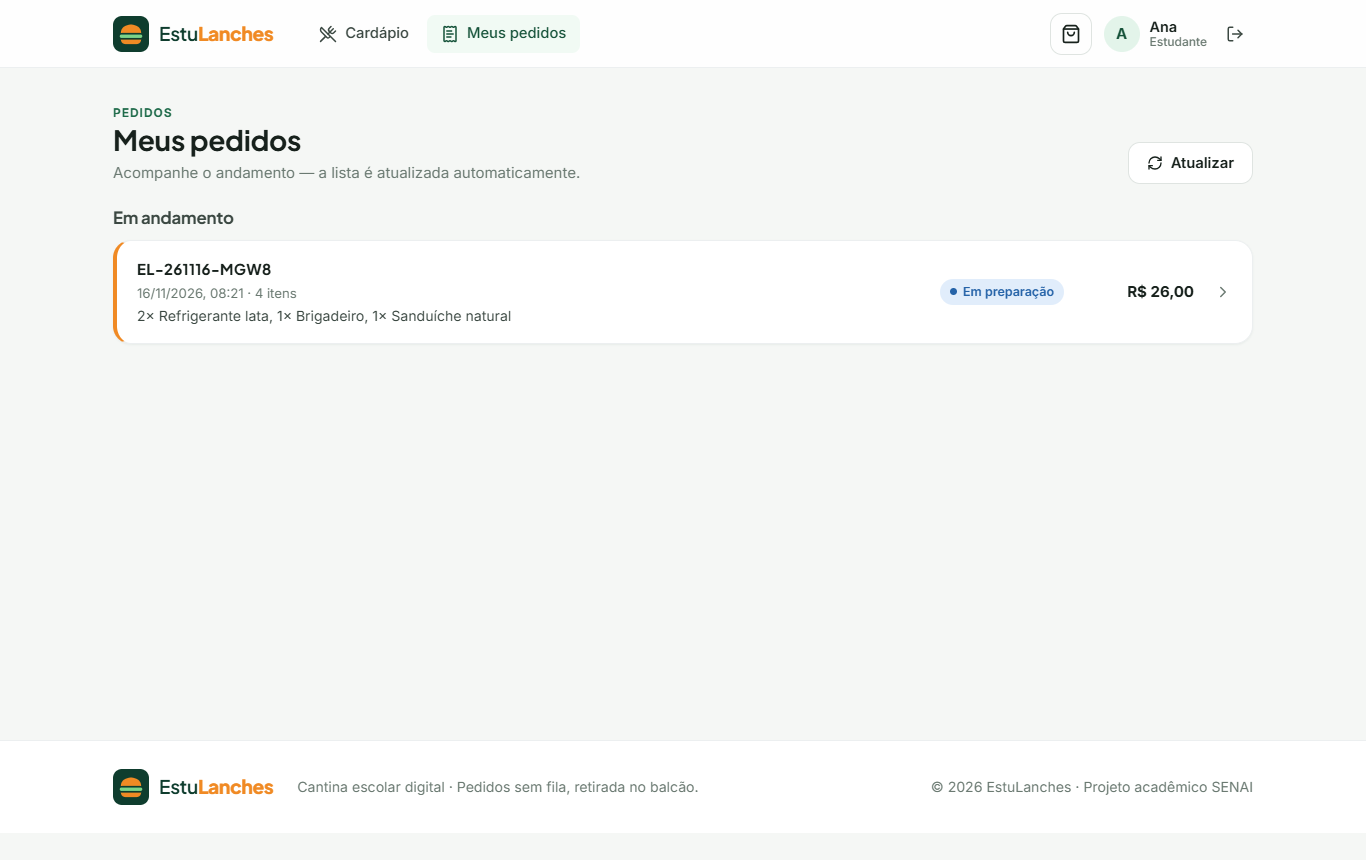 EstuLanches
Cardápio
Meus pedidos
A
Ana
Estudante
PEDIDOS
Meus pedidos
Acompanhe o andamento — a lista é atualizada automaticamente.
Atualizar
Em andamento
EL-261116-MGW8
16/11/2026, 08:21 · 4 itens
2× Refrigerante lata, 1× Brigadeiro, 1× Sanduíche natural
Em preparação
R$ 26,00
EstuLanches
Cantina escolar digital · Pedidos sem fila, retirada no balcão.
© 2026 EstuLanches · Projeto acadêmico SENAI